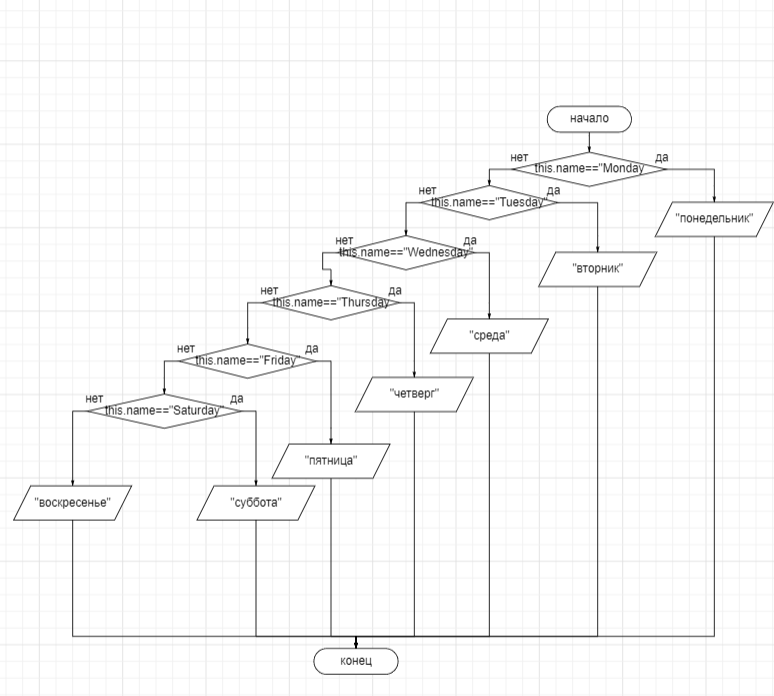 начало
нет
this.name=="Monday
да
нет
this.name=="Tuesday"
да
"понедельник"
нет
this.name=="Wednesday"
да
"вторник"
нет
this.name=="Thursday
да
"среда"
нет
this.name=="Friday"
да
"четверг"
нет
this.name=="Saturday"
да
"пятница"
"воскресенье"
"суббота"
конец